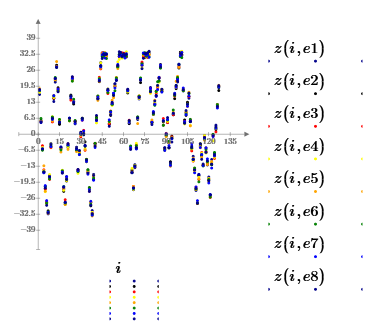 39
32.5
26
19.5
13
6.5
0
−6.5
−13
−19.5
−26
−32.5
−39
0 15 30 45 60 75 90 105 120 135
z(i, e1)
z(i, e2)
z(i, e3)
z(i, e4)
z(i, e5)
z(i, e6)
z(i, e7)
z(i, e8)
i